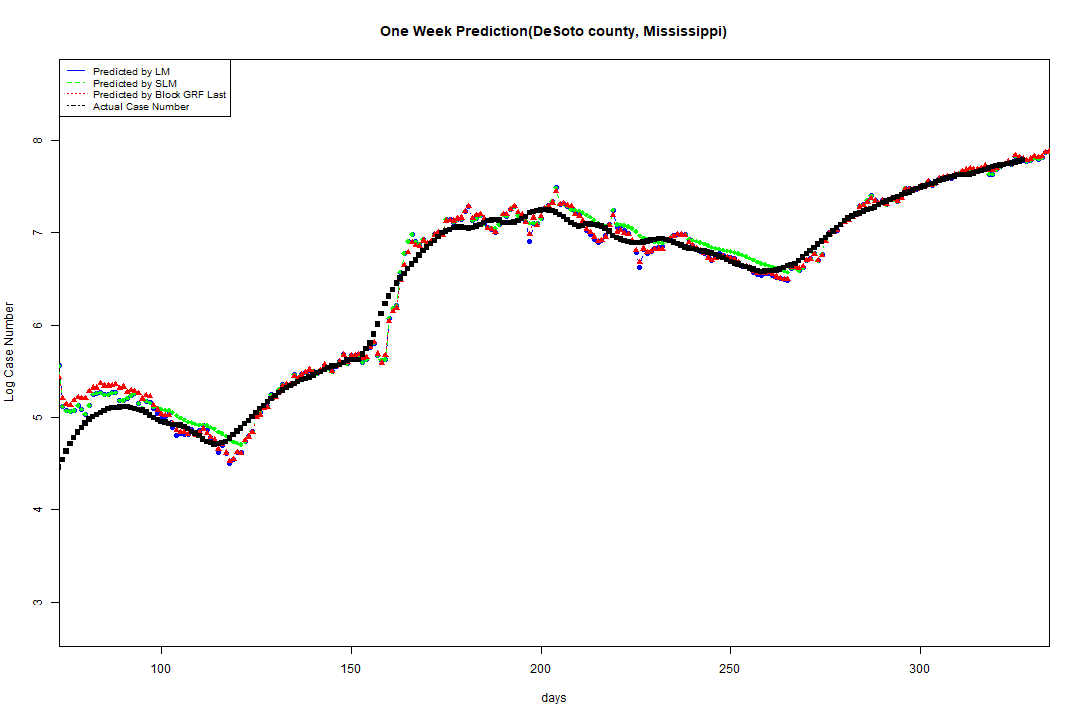 One Week Prediction(DeSoto county, Mississippi)
Predicted by LM
Predicted by SLM
Predicted by Block GRF Last
Actual Case Number
Log Case Number
8
7
6
5
4
3
100 150 200 250 300
days